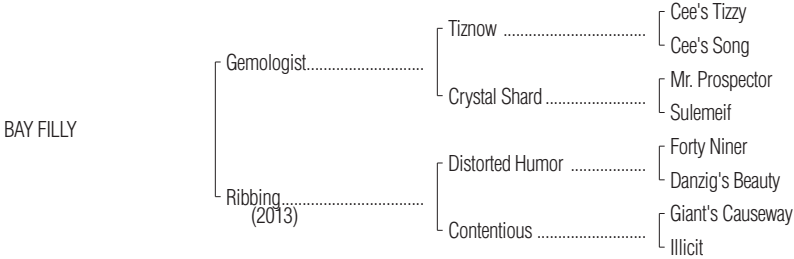 Cee's Tizzy
Tiznow ................................
Cee's Song
Gemologist..........................
Mr. Prospector
Crystal Shard ......................
Sulemeif
BAY FILLY
Forty Niner
Distorted Humor .................
Danzig's Beauty
Ribbing................................
(2013)
Giant's Causeway
Contentious ........................
Illicit